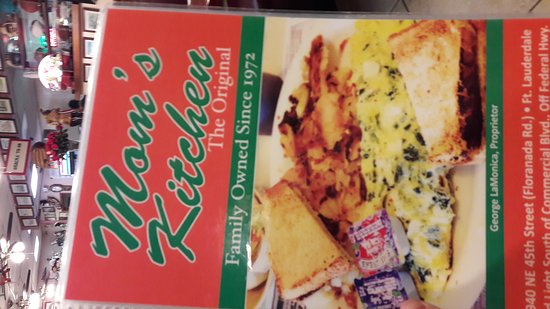 Mom's
Kitchen
The Original
Family Owned Since 1972
George LaMonica, Proprietor
940 NE 45th Street (Floranada Rd.) • Ft. Lauderdale
Light South of Commercial Blvd., Off Federal Hwy.